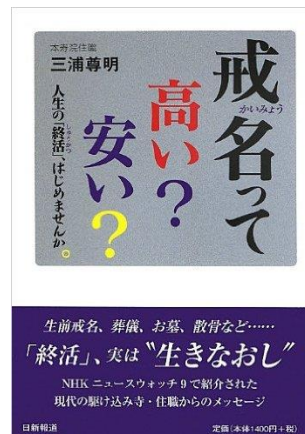 戒名って
かいみょう
高い？
安い？
本寿院住職
三浦尊明
人生の「終活」、はじめませんか。
しゅうかつ
生前戒名、葬儀、お墓、散骨など……
「終活」、実は“生きなおし”
NHK ニュースウォッチ9で紹介された
現代の駆け込み寺・住職からのメッセージ
日新報道
定価(本体1400円+税)